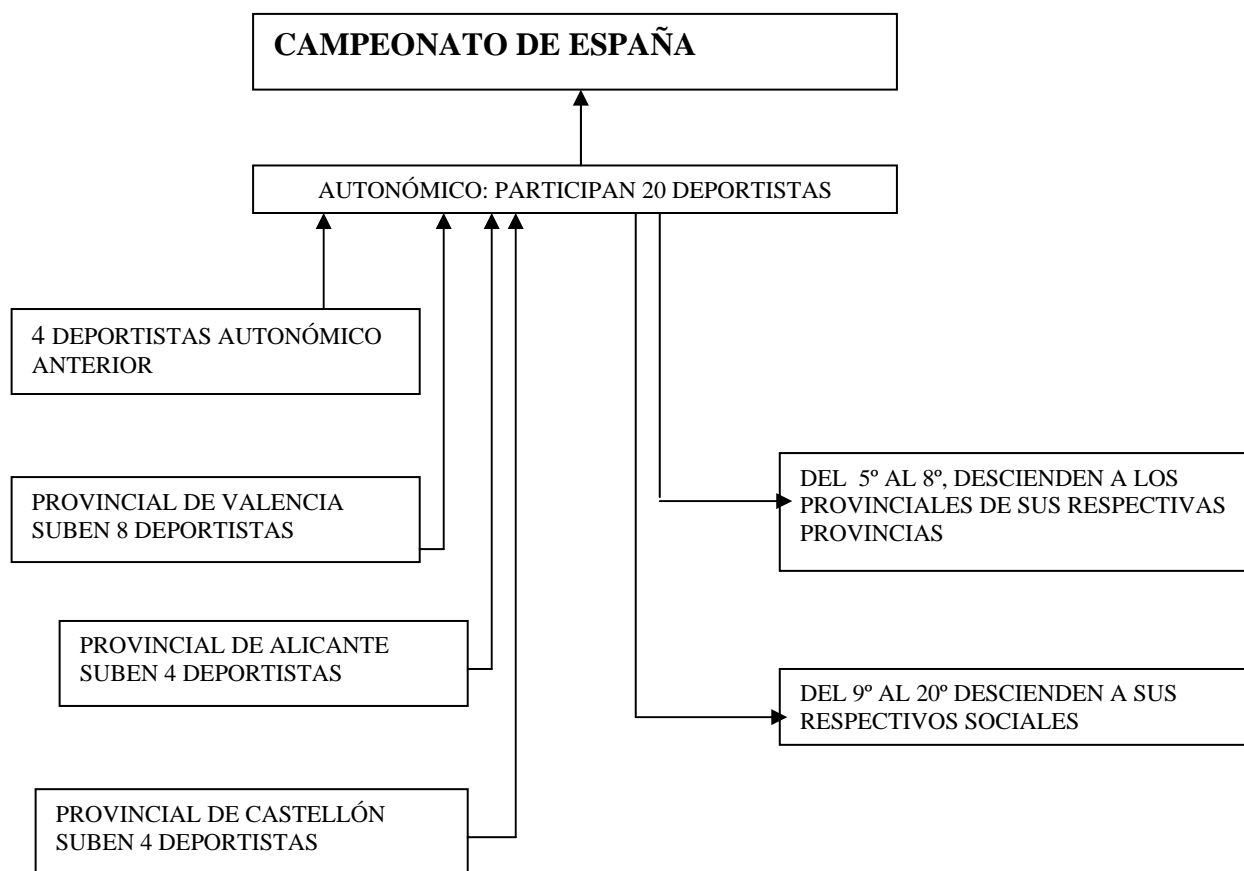 CAMPEONATO DE ESPAÑA
AUTONÓMICO: PARTICIPAN 20 DEPORTISTAS
4 DEPORTISTAS AUTONÓMICO
ANTERIOR
PROVINCIAL DE VALENCIA
SUBEN 8 DEPORTISTAS
PROVINCIAL DE ALICANTE
SUBEN 4 DEPORTISTAS
PROVINCIAL DE CASTELLÓN
SUBEN 4 DEPORTISTAS
DEL 5º AL 8º, DESCIENDEN A LOS
PROVINCIALES DE SUS RESPECTIVAS
PROVINCIAS
DEL 9º AL 20º DESCIENDEN A SUS
RESPECTIVOS SOCIALES